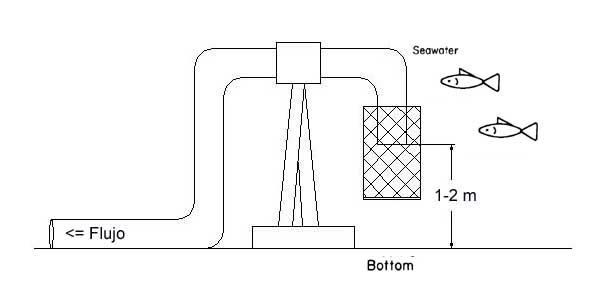 Seawater
1-2 m
<= Flujo
Bottom